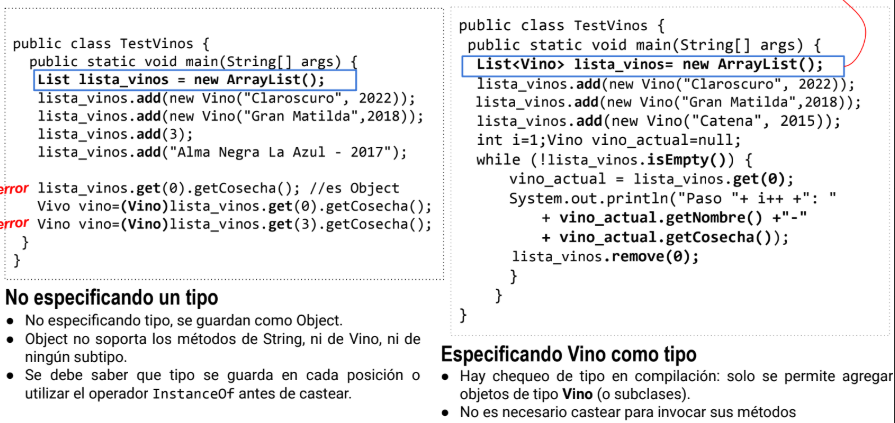 public class TestVinos {
public static void main(String[] args) {
List lista_vinos = new ArrayList();
lista_vinos.add(new Vino("Claroscuro", 2022));
lista_vinos.add(new Vino("Gran Matilda",2018));
lista_vinos.add(3);
lista_vinos.add("Alma Negra La Azul - 2017");
error lista_vinos.get(0).getCosecha(); //es Object
Vivo vino=(Vino)lista_vinos.get(0).getCosecha();
error Vino vino=(Vino)lista_vinos.get(3).getCosecha();
}
}
No especificando un tipo
● No especificando tipo, se guardan como Object.
● Object no soporta los métodos de String, ni de Vino, ni de
ningún subtipo.
● Se debe saber que tipo se guarda en cada posición o
utilizar el operador InstanceOf antes de castear.
public class TestVinos {
public static void main(String[] args) {
List<Vino> lista_vinos= new ArrayList();
lista_vinos.add(new Vino("Claroscuro", 2022));
lista_vinos.add(new Vino("Gran Matilda",2018));
lista_vinos.add(new Vino("Catena", 2015));
int i=1;Vino vino_actual=null;
while (!lista_vinos.isEmpty()) {
vino_actual = lista_vinos.get(0);
System.out.println("Paso "+ i++ +": "
+ vino_actual.getNombre() +"-"
+ vino_actual.getCosecha());
lista_vinos.remove(0);
}
}
}
Especificando Vino como tipo
● Hay chequeo de tipo en compilación: solo se permite agregar
objetos de tipo Vino (o subclases).
● No es necesario castear para invocar sus métodos